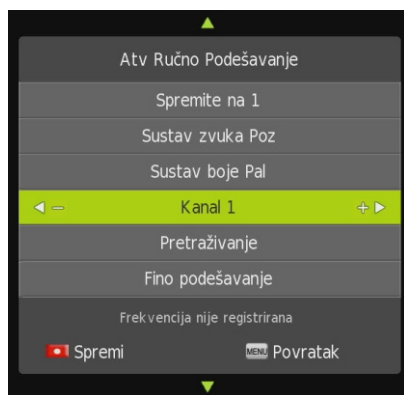 Atv Ručno Podešavanje
Spremite na 1
Sustav zvuka Poz
Sustav boje Pal
− Kanal 1 +
Pretraživanje
Fino podešavanje
Frekvencija nije registrirana
Spremi MENU Povratak